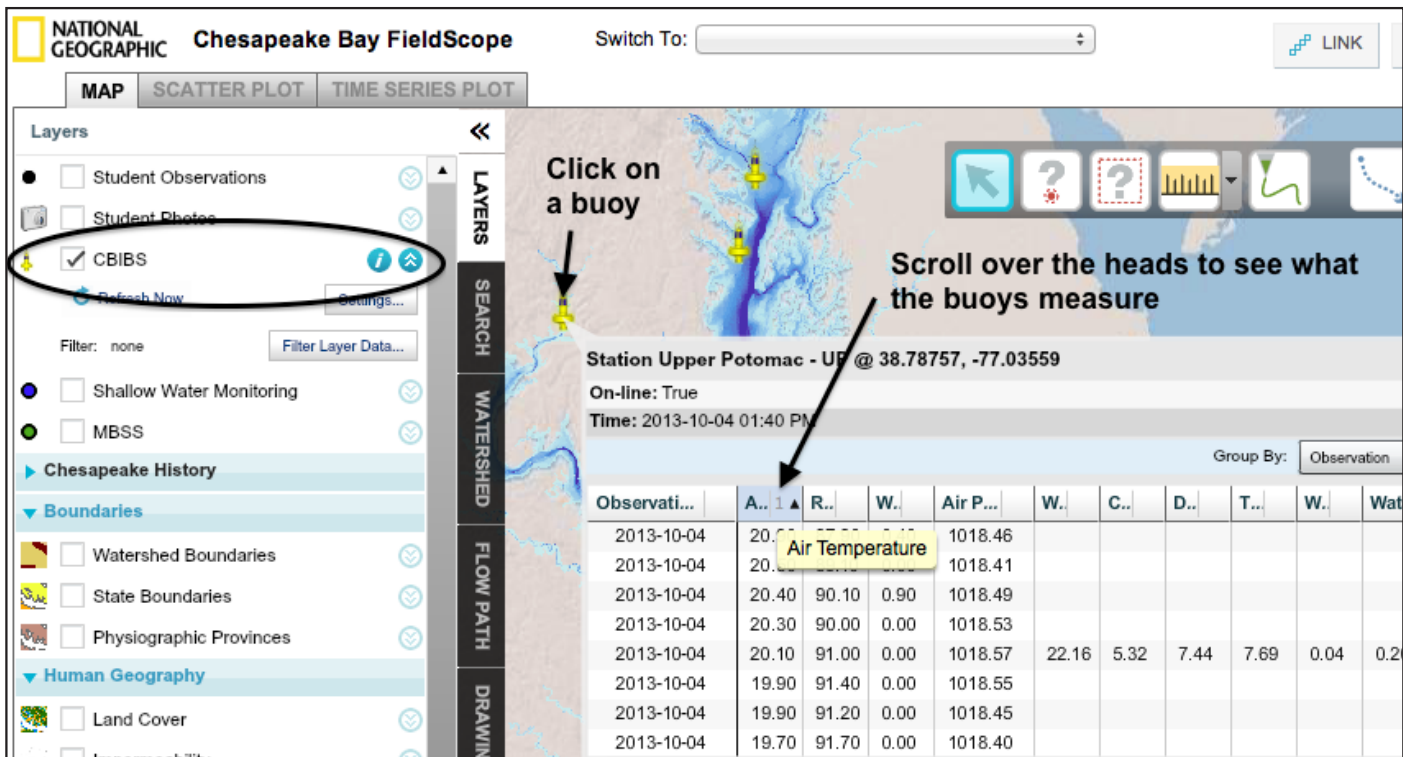 NATIONAL
GEOGRAPHIC
Chesapeake Bay FieldScope
Switch To:
LINK
MAP SCATTER PLOT TIME SERIES PLOT
Layers
Student Observations
Student Photos
CBIBS
Refresh Now
Settings...
Filter: none
Filter Layer Data...
Shallow Water Monitoring
MBSS
Chesapeake History
Boundaries
Watershed Boundaries
State Boundaries
Physiographic Provinces
Human Geography
Land Cover
LAYERS
SEARCH
WATERSHED
FLOW PATH
DRAWIN
Click on
a buoy
Scroll over the heads to see what
the buoys measure
Station Upper Potomac - UP @ 38.78757, -77.03559
On-line: True
Time: 2013-10-04 01:40 PM
Group By: Observation
Observati... A.. 1 R.. W.. Air P... W.. C.. D.. T... W.. Wat
2013-10-04 1018.46
Air Temperature
2013-10-04 1018.41
2013-10-04 20.40 90.10 0.90 1018.49
2013-10-04 20.30 90.00 0.00 1018.53
2013-10-04 20.10 91.00 0.00 1018.57 22.16 5.32 7.44 7.69 0.04 0.2
2013-10-04 19.90 91.40 0.00 1018.55
2013-10-04 19.90 91.20 0.00 1018.45
2013-10-04 19.70 91.70 0.00 1018.40